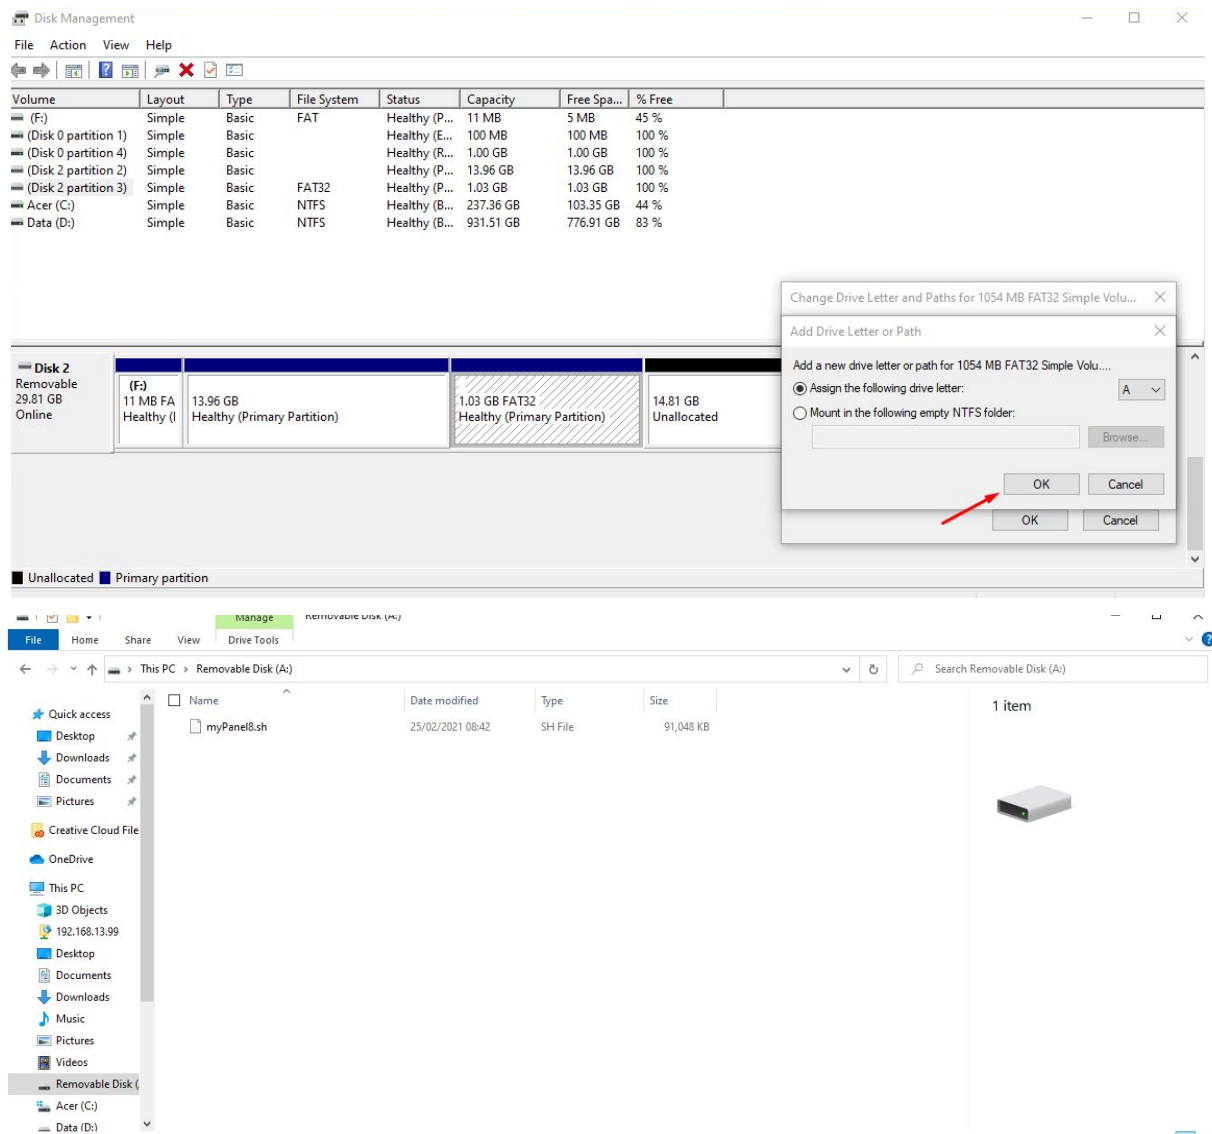 Disk Management
File Action View Help
Volume Layout Type File System Status Capacity Free Spa... % Free
(F:) Simple Basic FAT Healthy (P... 11 MB 5 MB 45 %
(Disk 0 partition 1) Simple Basic Healthy (E... 100 MB 100 MB 100 %
(Disk 0 partition 4) Simple Basic Healthy (R... 1.00 GB 1.00 GB 100 %
(Disk 2 partition 2) Simple Basic Healthy (P... 13.96 GB 13.96 GB 100 %
(Disk 2 partition 3) Simple Basic FAT32 Healthy (P... 1.03 GB 1.03 GB 100 %
Acer (C:) Simple Basic NTFS Healthy (B... 237.36 GB 103.35 GB 44 %
Data (D:) Simple Basic NTFS Healthy (B... 931.51 GB 776.91 GB 83 %
Change Drive Letter and Paths for 1054 MB FAT32 Simple Volu...
Add Drive Letter or Path
Add a new drive letter or path for 1054 MB FAT32 Simple Volu....
Assign the following drive letter: A
Mount in the following empty NTFS folder:
Browse...
OK Cancel
OK Cancel
Disk 2
Removable
29.81 GB
Online
(F:)
11 MB FA
Healthy (I
13.96 GB
Healthy (Primary Partition)
1.03 GB FAT32
Healthy (Primary Partition)
14.81 GB
Unallocated
Unallocated Primary partition
Manage Removable Disk (A:)
File Home Share View Drive Tools
This PC Removable Disk (A:) Search Removable Disk (A:)
Name Date modified Type Size
myPanel8.sh 25/02/2021 08:42 SH File 91,048 KB
1 item
Quick access
Desktop
Downloads
Documents
Pictures
Creative Cloud File
OneDrive
This PC
3D Objects
192.168.13.99
Desktop
Documents
Downloads
Music
Pictures
Videos
Removable Disk (
Acer (C:)
Data (D:)